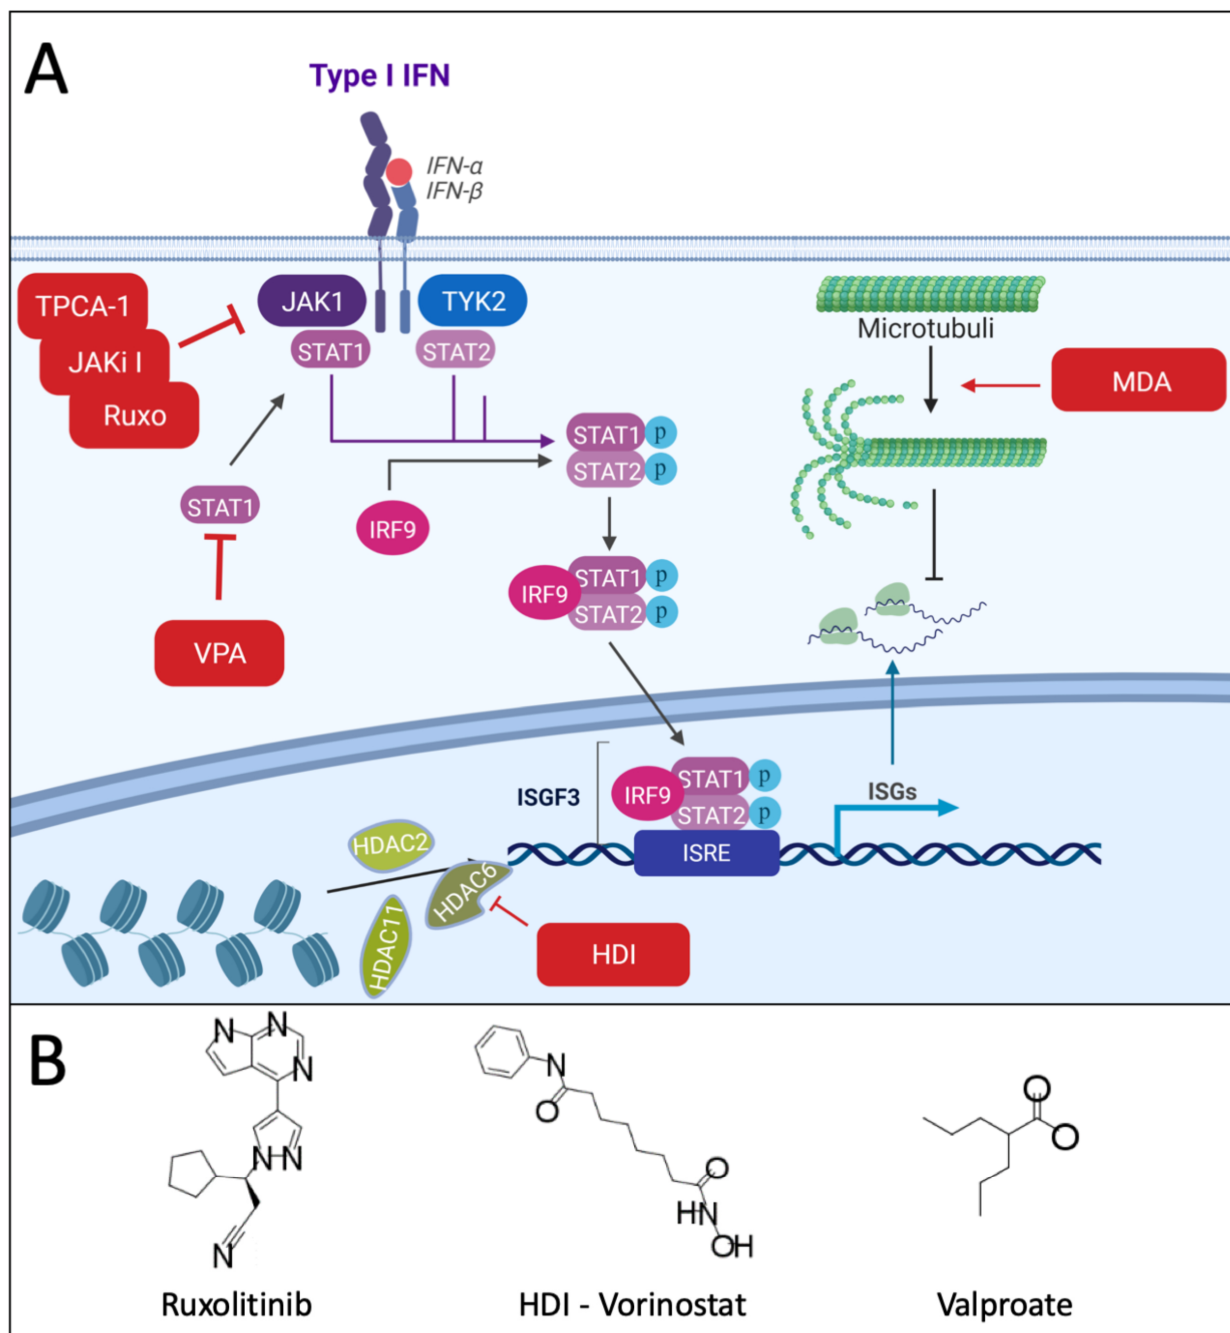 A
Type I IFN
IFN-α
IFN-β
TPCA-1
JAKi I
Ruxo
JAK1
TYK2
STAT1
STAT2
Microtubuli
MDA
STAT1
p
STAT2
p
STAT1
IRF9
IRF9
STAT1
p
STAT2
p
VPA
ISGF3
IRF9
STAT1
p
STAT2
p
ISRE
ISGs
HDAC2
HDAC6
HDAC11
HDI
B
N
N
N
N
N
N
N
O
O
HN
OH
O
O
Ruxolitinib
HDI - Vorinostat
Valproate